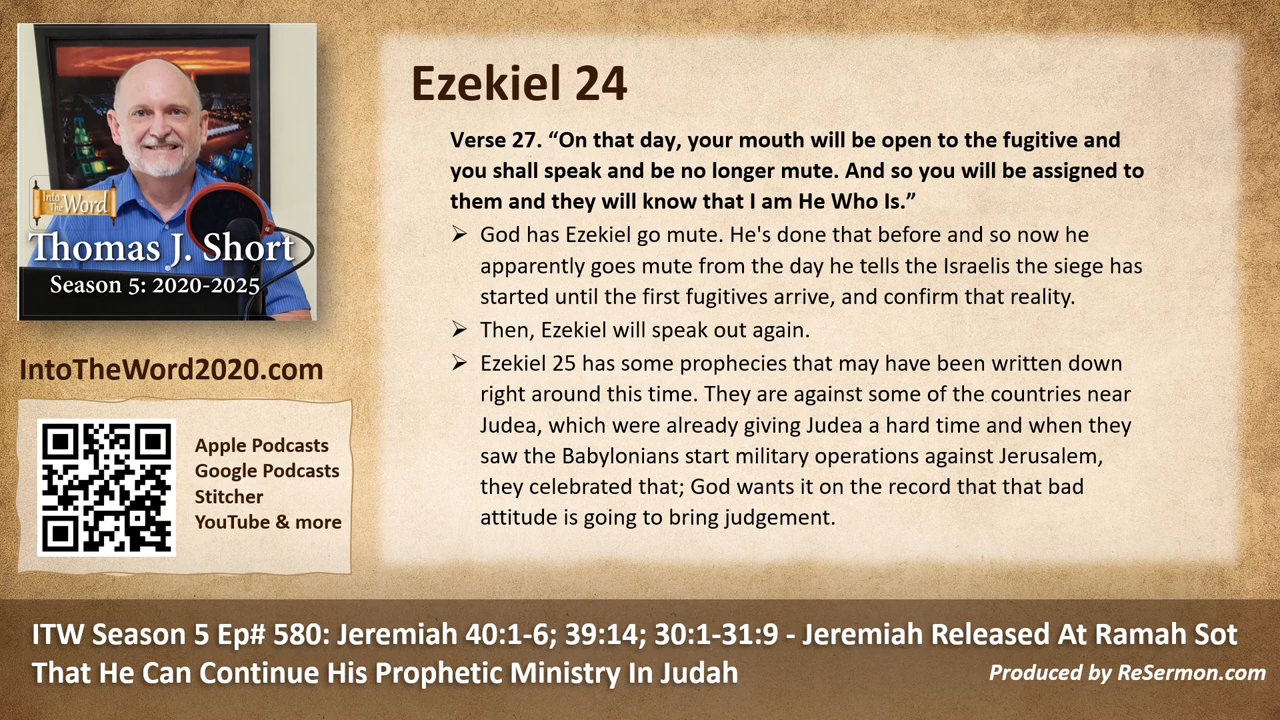 Into
The Word
Thomas J. Short
Season 5: 2020-2025
IntoTheWord2020.com
Apple Podcasts
Google Podcasts
Stitcher
YouTube & more
Ezekiel 24
Verse 27. “On that day, your mouth will be open to the fugitive and
you shall speak and be no longer mute. And so you will be assigned to
them and they will know that I am He Who Is.”
➢ God has Ezekiel go mute. He's done that before and so now he
apparently goes mute from the day he tells the Israelis the siege has
started until the first fugitives arrive, and confirm that reality.
➢ Then, Ezekiel will speak out again.
➢ Ezekiel 25 has some prophecies that may have been written down
right around this time. They are against some of the countries near
Judea, which were already giving Judea a hard time and when they
saw the Babylonians start military operations against Jerusalem,
they celebrated that; God wants it on the record that that bad
attitude is going to bring judgement.
ITW Season 5 Ep# 580: Jeremiah 40:1-6; 39:14; 30:1-31:9 - Jeremiah Released At Ramah Sot
That He Can Continue His Prophetic Ministry In Judah
Produced by ReSermon.com